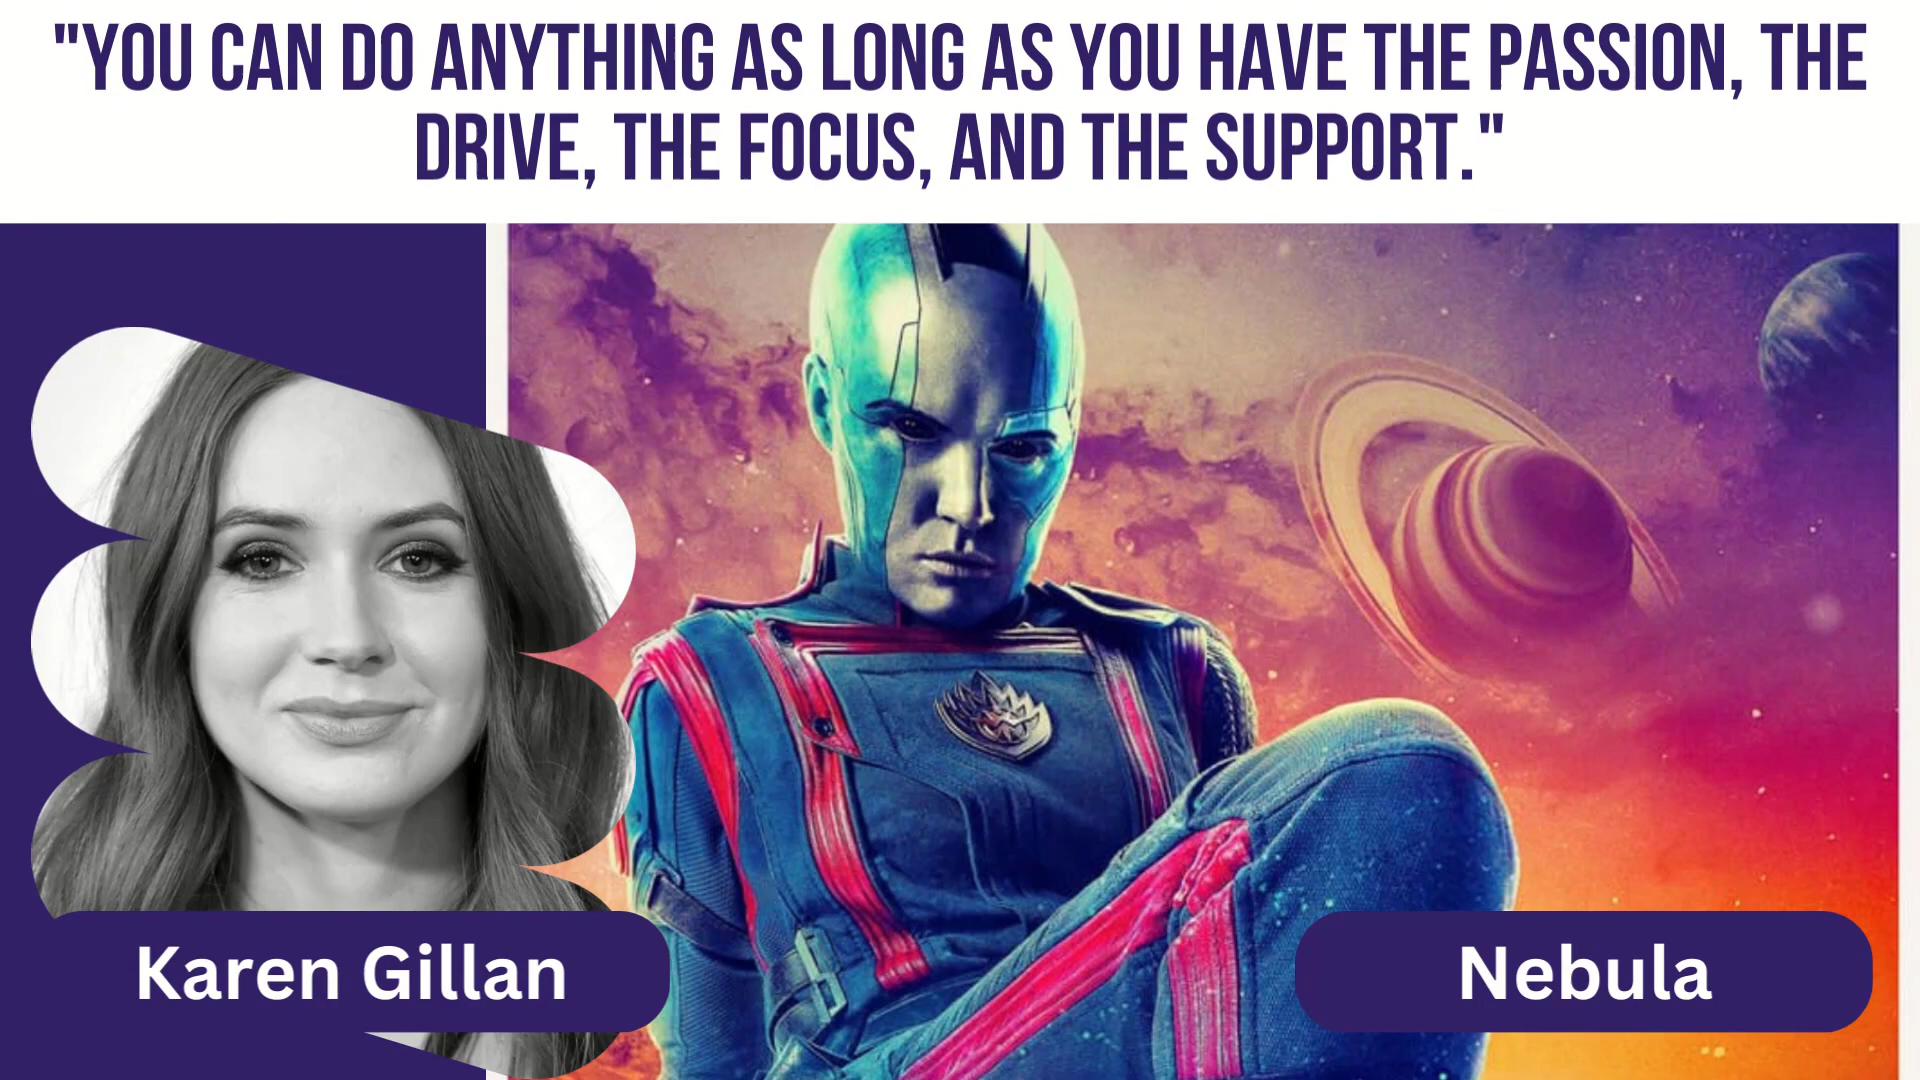 "YOU CAN DO ANYTHING AS LONG AS YOU HAVE THE PASSION, THE
DRIVE, THE FOCUS, AND THE SUPPORT."
Karen Gillan
Nebula